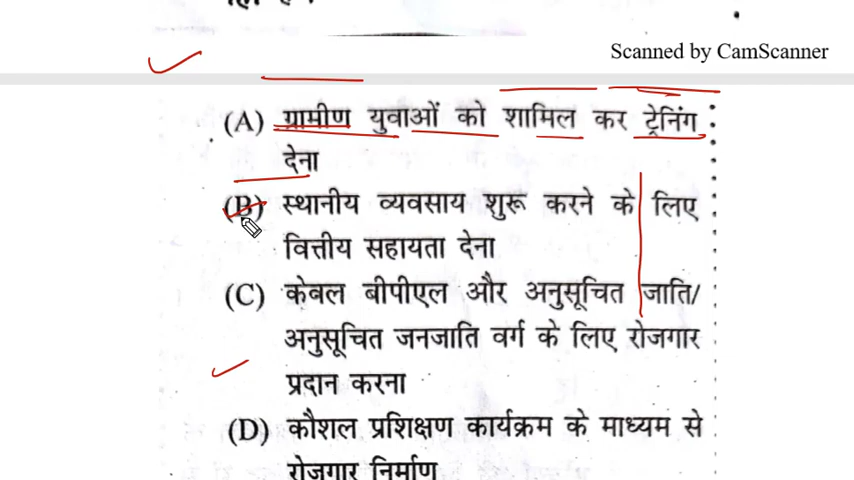 Scanned by CamScanner
(A) ग्रामीण युवाओं को शामिल कर ट्रेनिंग
देना
(B) स्थानीय व्यवसाय शुरू करने के लिए
वित्तीय सहायता देना
(C) केवल बीपीएल और अनुसूचित जाति/
अनुसूचित जनजाति वर्ग के लिए रोजगार
प्रदान करना
(D) कौशल प्रशिक्षण कार्यक्रम के माध्यम से
रोजगार निर्माण